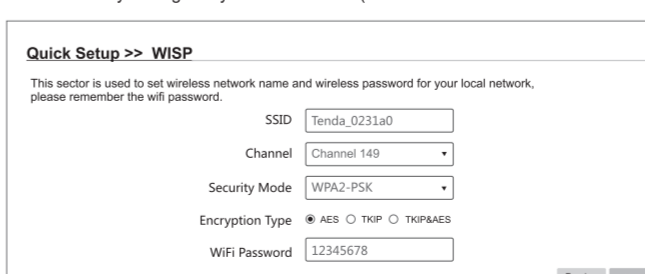 Quick Setup >> WISP
This sector is used to set wireless network name and wireless password for your local network,
please remember the wifi password.
SSID Tenda_0231a0
Channel Channel 149
Security Mode WPA2-PSK
Encryption Type AES TKIP TKIP&AES
WiFi Password 12345678